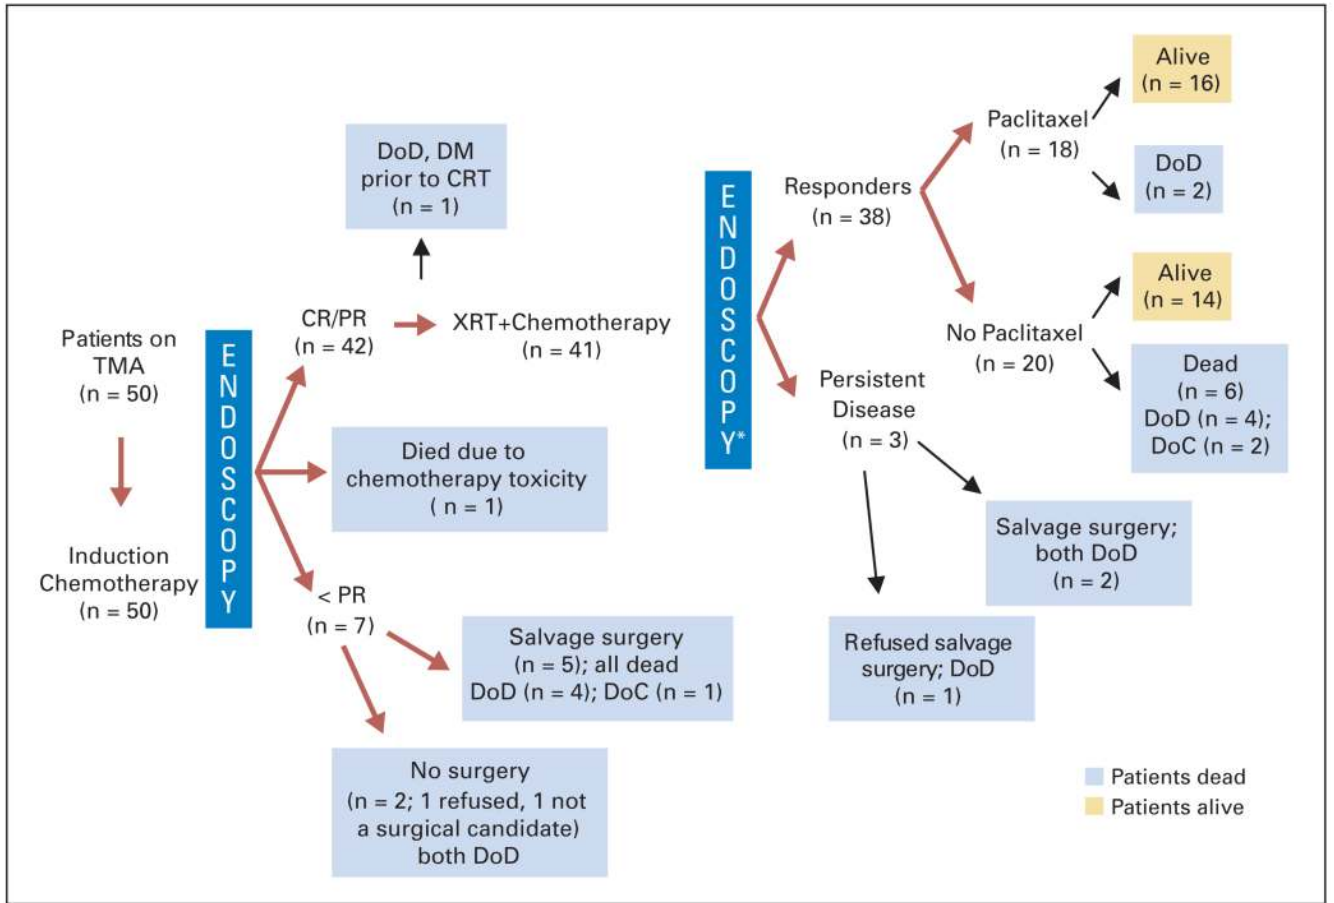 Patients on
TMA
(n = 50)
Induction
Chemotherapy
(n = 50)
ENDOSCOPY
DoD, DM
prior to CRT
(n = 1)
CR/PR
(n = 42)
XRT+Chemotherapy
(n = 41)
Died due to
chemotherapy toxicity
( n = 1)
< PR
(n = 7)
Salvage surgery
(n = 5); all dead
DoD (n = 4); DoC (n = 1)
No surgery
(n = 2; 1 refused, 1 not
a surgical candidate)
both DoD
ENDOSCOPY*
Responders
(n = 38)
Paclitaxel
(n = 18)
Alive
(n = 16)
DoD
(n = 2)
No Paclitaxel
(n = 20)
Alive
(n = 14)
Dead
(n = 6)
DoD (n = 4);
DoC (n = 2)
Persistent
Disease
(n = 3)
Salvage surgery;
both DoD
(n = 2)
Refused salvage
surgery; DoD
(n = 1)
Patients dead
Patients alive